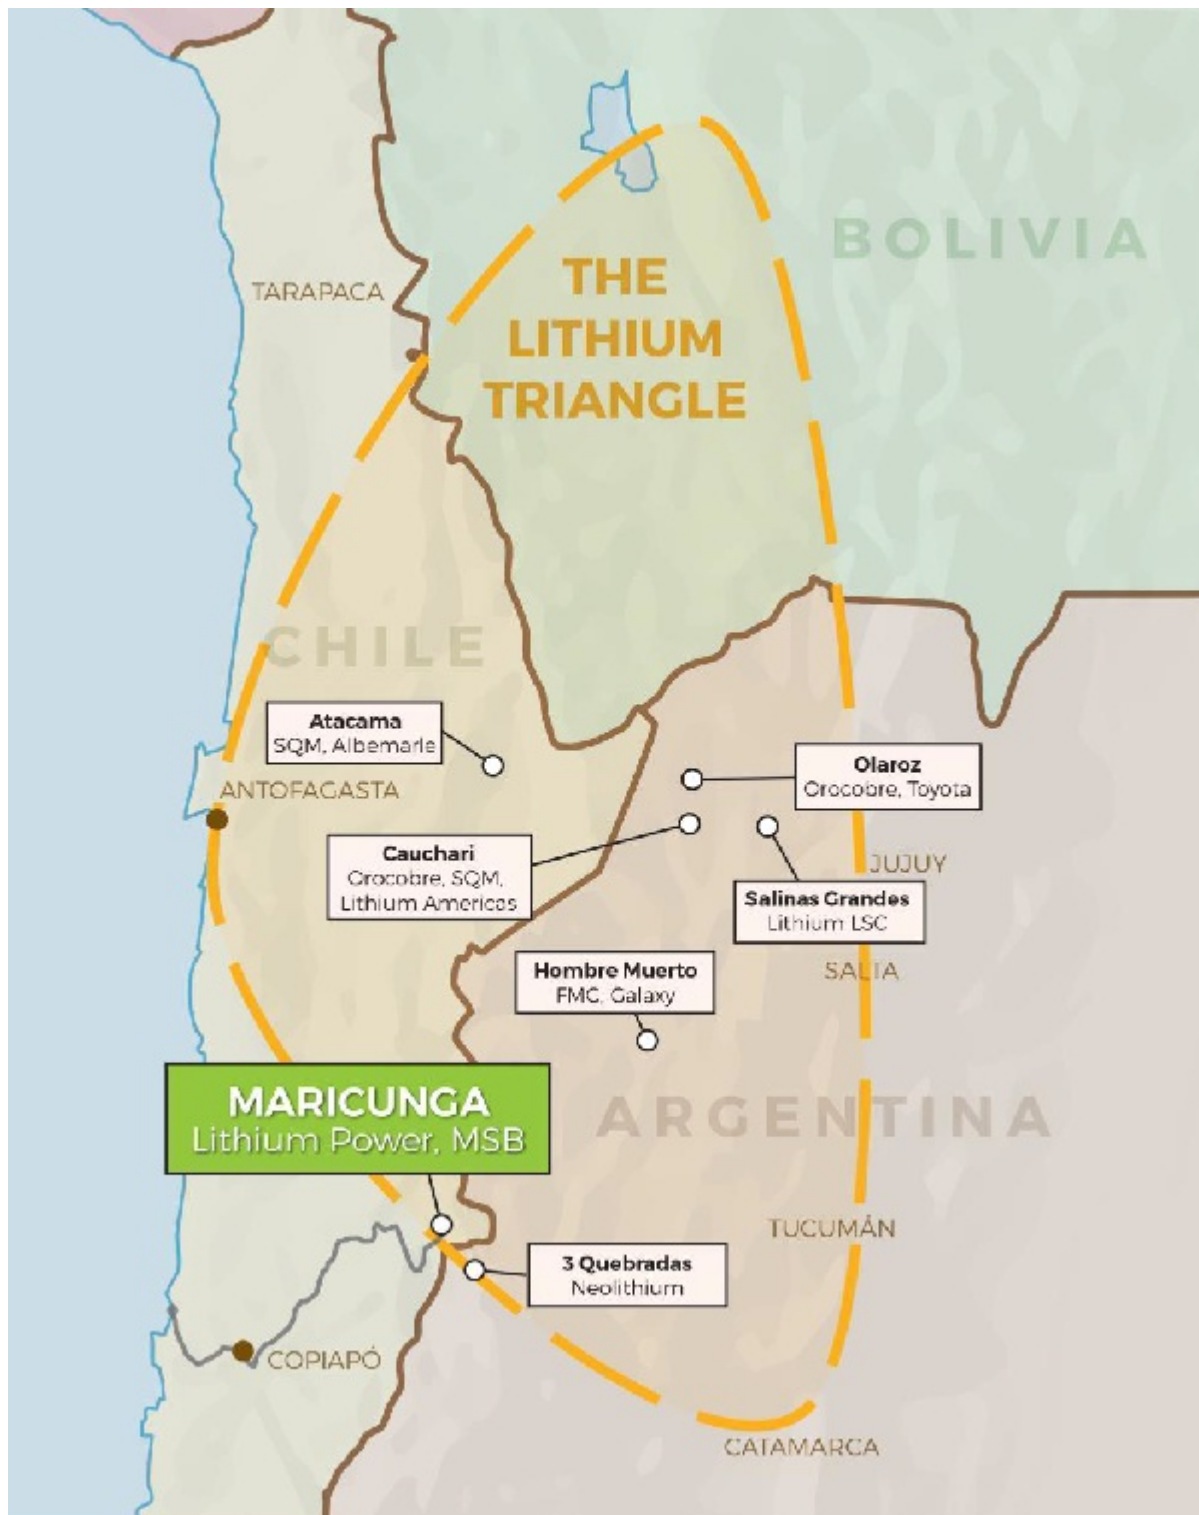 BOLIVIA
THE
LITHIUM
TRIANGLE
TARAPACA
CHILE
Atacama
SQM, Albemarle
ANTOFAGASTA
Olaroz
Orocobre, Toyota
Cauchari
Orocobre, SQM,
Lithium Americas
JUJUY
Salinas Grandes
Lithium LSC
SALTA
Hombre Muerto
FMC, Galaxy
MARICUNGA
Lithium Power, MSB
ARGENTINA
TUCUMÁN
3 Quebradas
Neolithium
COPIAPÓ
CATAMARCA